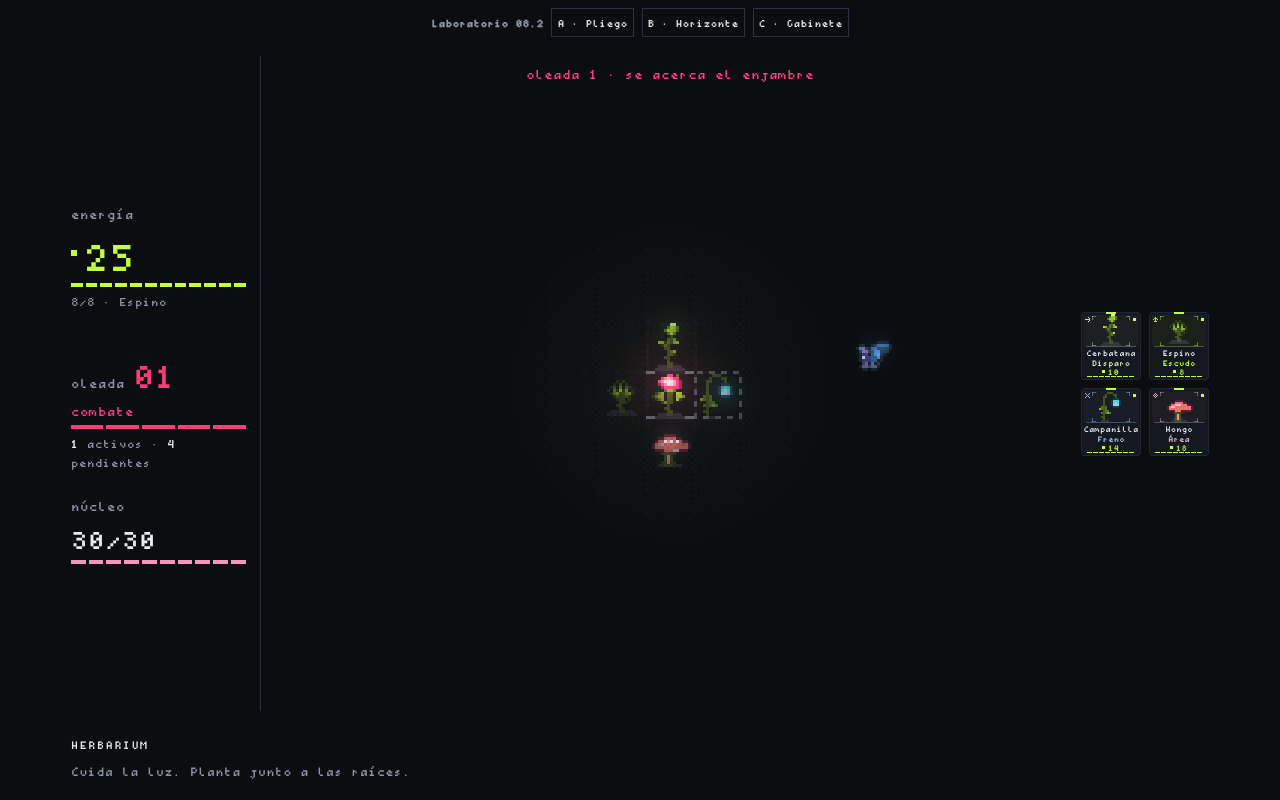 Laboratorio 08.2
A · Pliego
B · Horizonte
C · Gabinete
oleada 1 · se acerca el enjambre
energía
25
8/8 · Espino
oleada 01
combate
1 activos · 4
pendientes
núcleo
30/30
Cerbatana
Disparo
10
Espino
Escudo
8
Campanilla
Freno
14
Hongo
Área
18
HERBARIUM
Cuida la luz. Planta junto a las raíces.